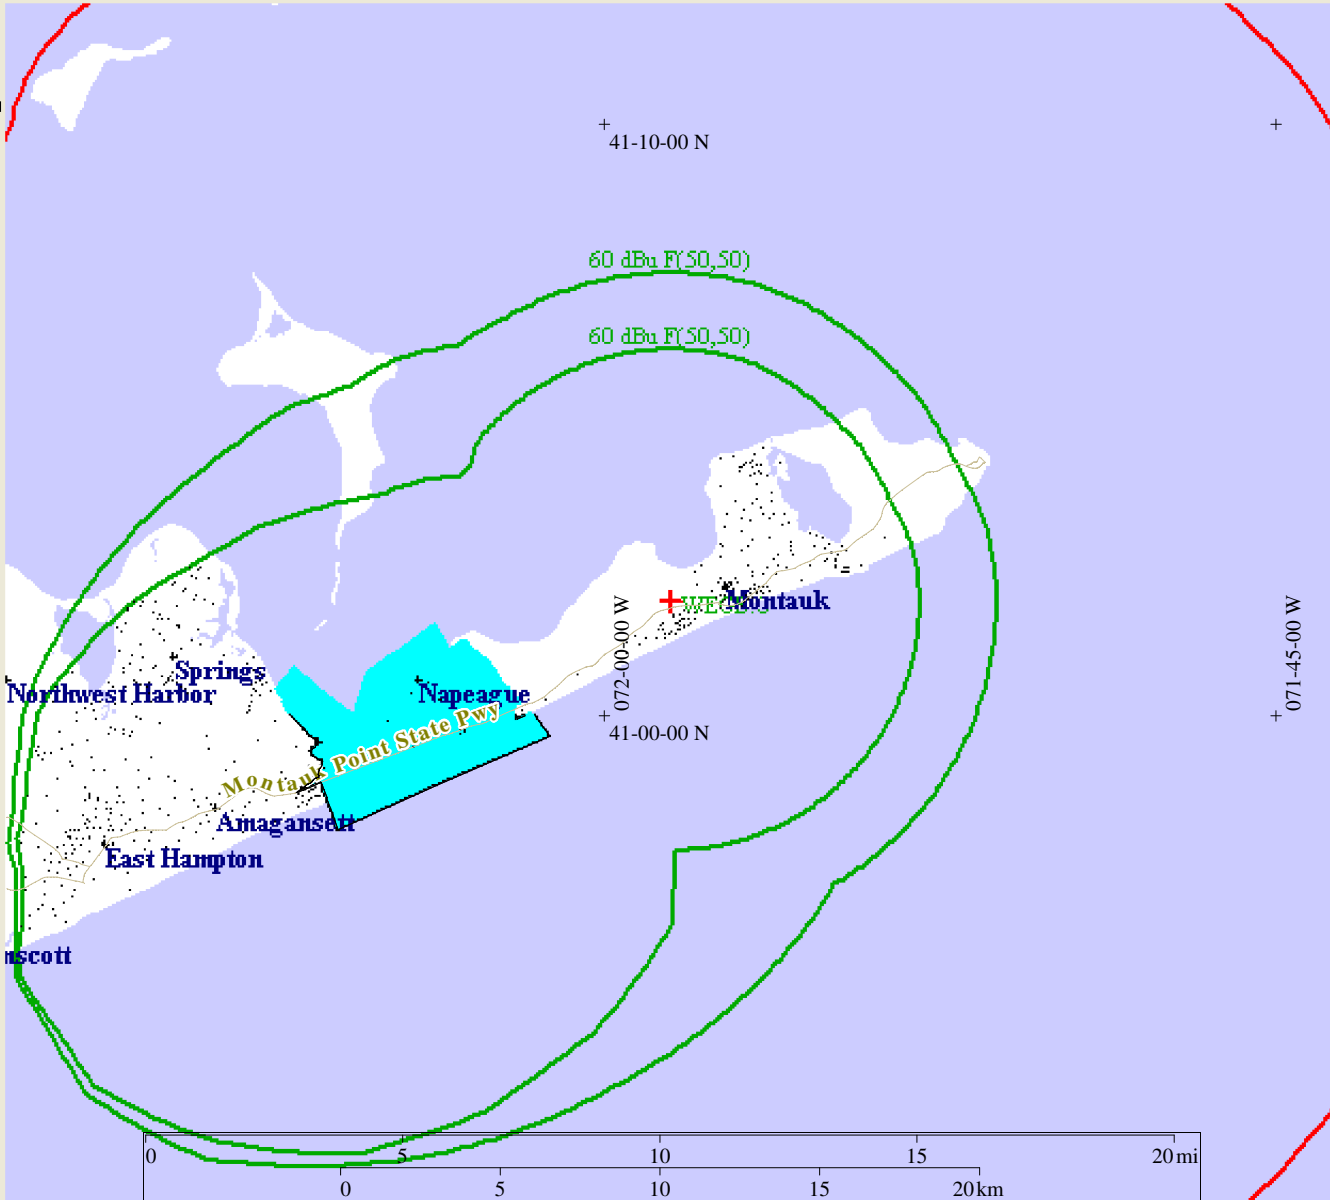 41-10-00 N
60 dBu F(50,50)
60 dBu F(50,50)
072-00-00 W
071-45-00 W
Montauk
Springs
Northwest Harbor
Napeague
Montauk Point State Pwy
41-00-00 N
Amagansett
East Hampton
nscott
0 5 10 15 20 mi
0 5 10 15 20 km